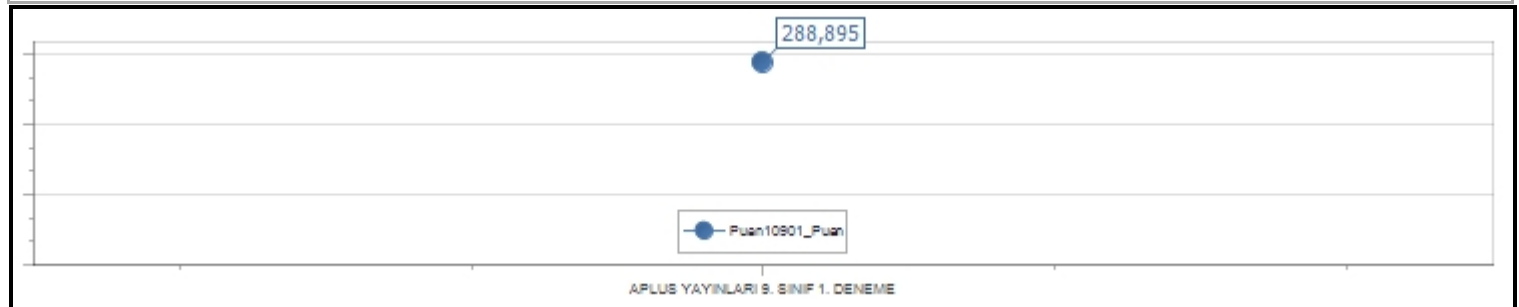 288,895
Puan10901_Puan
APLUS YAYINLARI 9. SINIF 1. DENEME